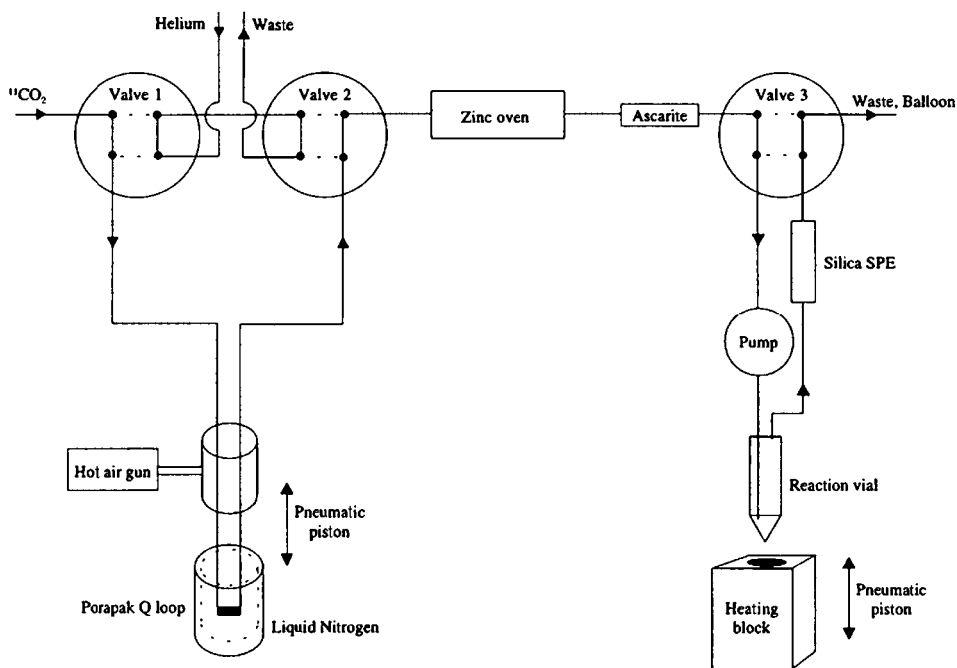 Helium
Waste
¹¹CO₂
Valve 1
Valve 2
Zinc oven
Ascarite
Valve 3
Waste, Balloon
Silica SPE
Pump
Hot air gun
Pneumatic
piston
Reaction vial
Porapak Q loop
Liquid Nitrogen
Heating
block
Pneumatic
piston